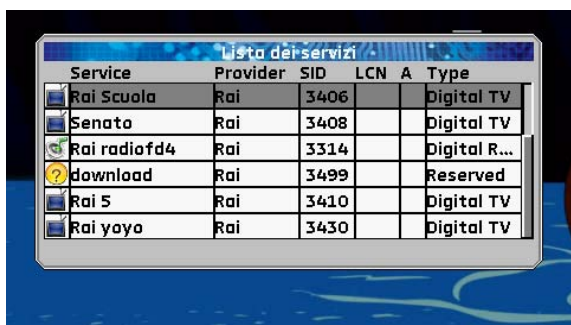 Lista dei servizi
Service Provider SID LCN A Type
Rai Scuola Rai 3406 Digital TV
Senato Rai 3408 Digital TV
Rai radiofd4 Rai 3314 Digital R...
download Rai 3499 Reserved
Rai 5 Rai 3410 Digital TV
Rai yoyo Rai 3430 Digital TV